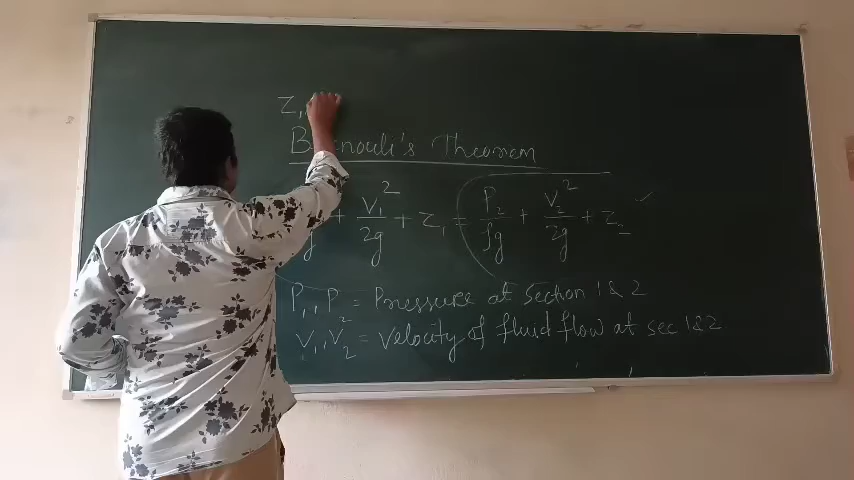 Z₁,
Bernouli's Theorem
+ V₁²/2g + Z₁ = P₂/ρg + V₂²/2g + Z₂ ✓
P₁, P₂ = Pressure at Section 1 & 2
V₁, V₂ = Velocity of fluid flow at sec 1&2